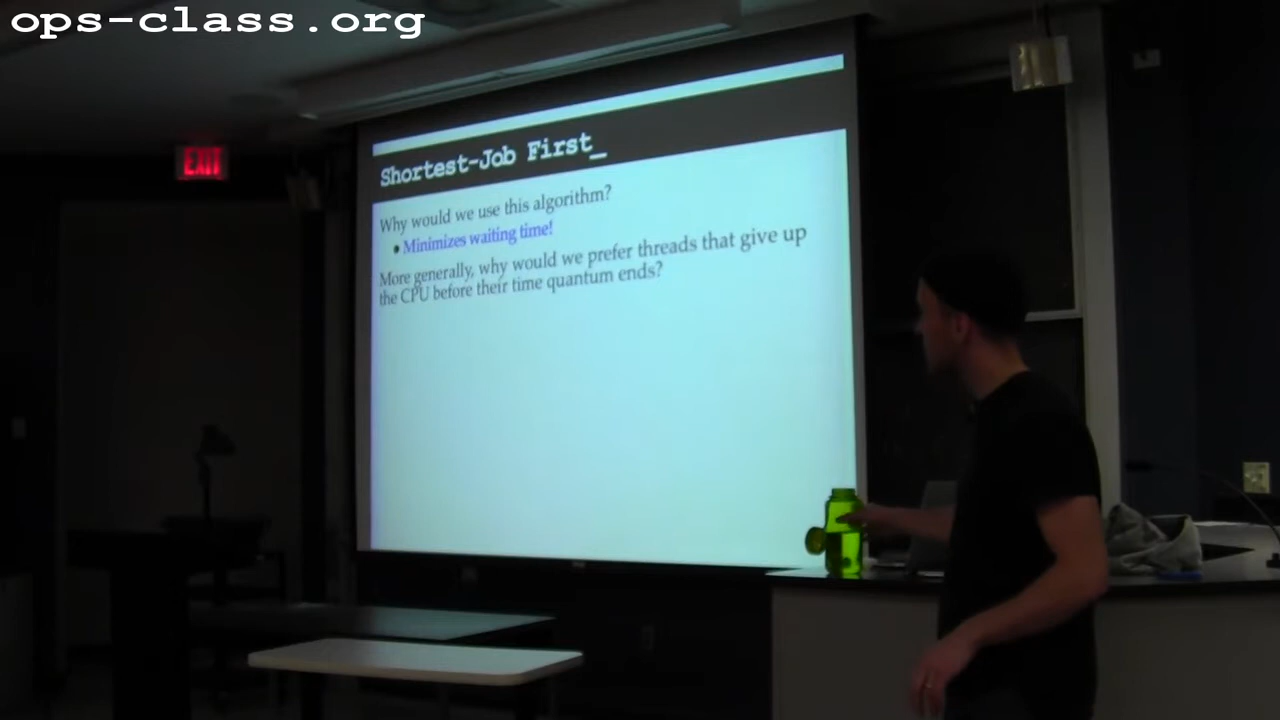 ops-class.org
EXIT
Shortest-Job First_
Why would we use this algorithm?
• Minimizes waiting time!
More generally, why would we prefer threads that give up
the CPU before their time quantum ends?